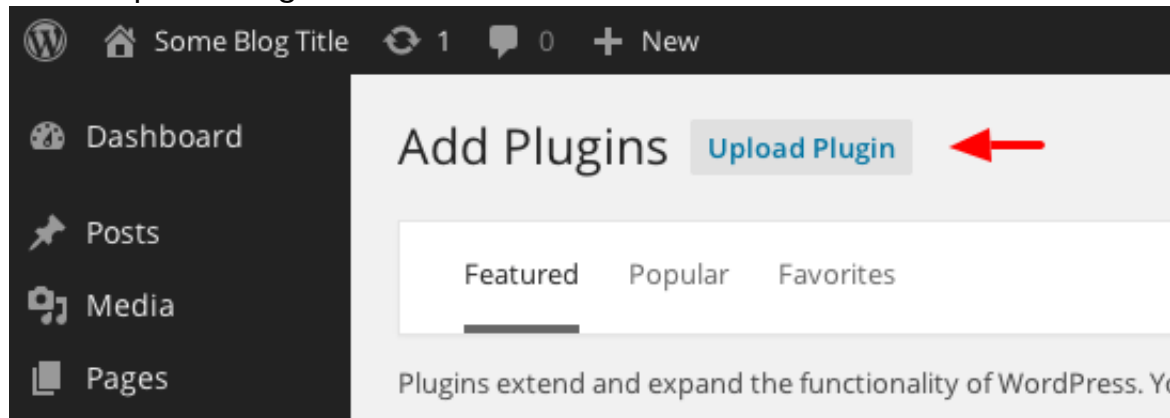 Some Blog Title 1 0 + New
Dashboard
Add Plugins Upload Plugin
Posts
Featured Popular Favorites
Media
Pages
Plugins extend and expand the functionality of WordPress.